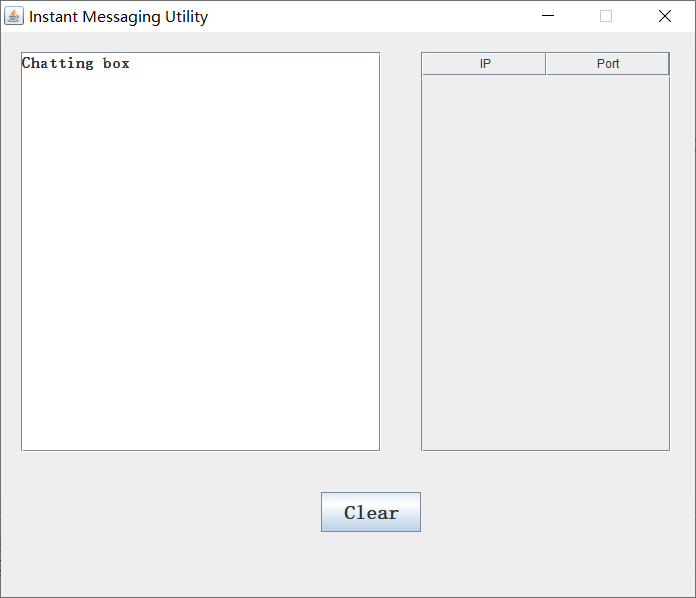 Instant Messaging Utility
Chatting box
IP
Port
Clear